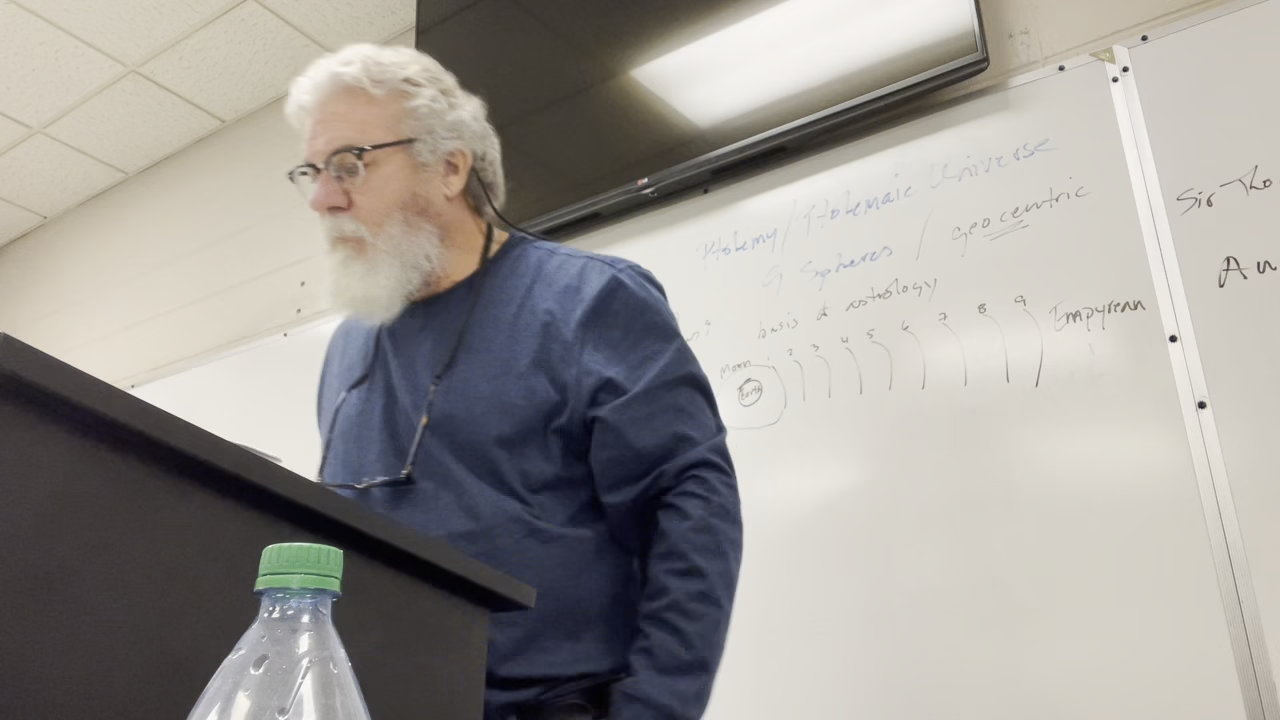 Ptolemy / Ptolemaic Universe
9 Spheres / geocentric
basis of astrology
Moon 1 2 3 4 5 6 7 8 9 Empyrean
Earth
Sir Tho
Au